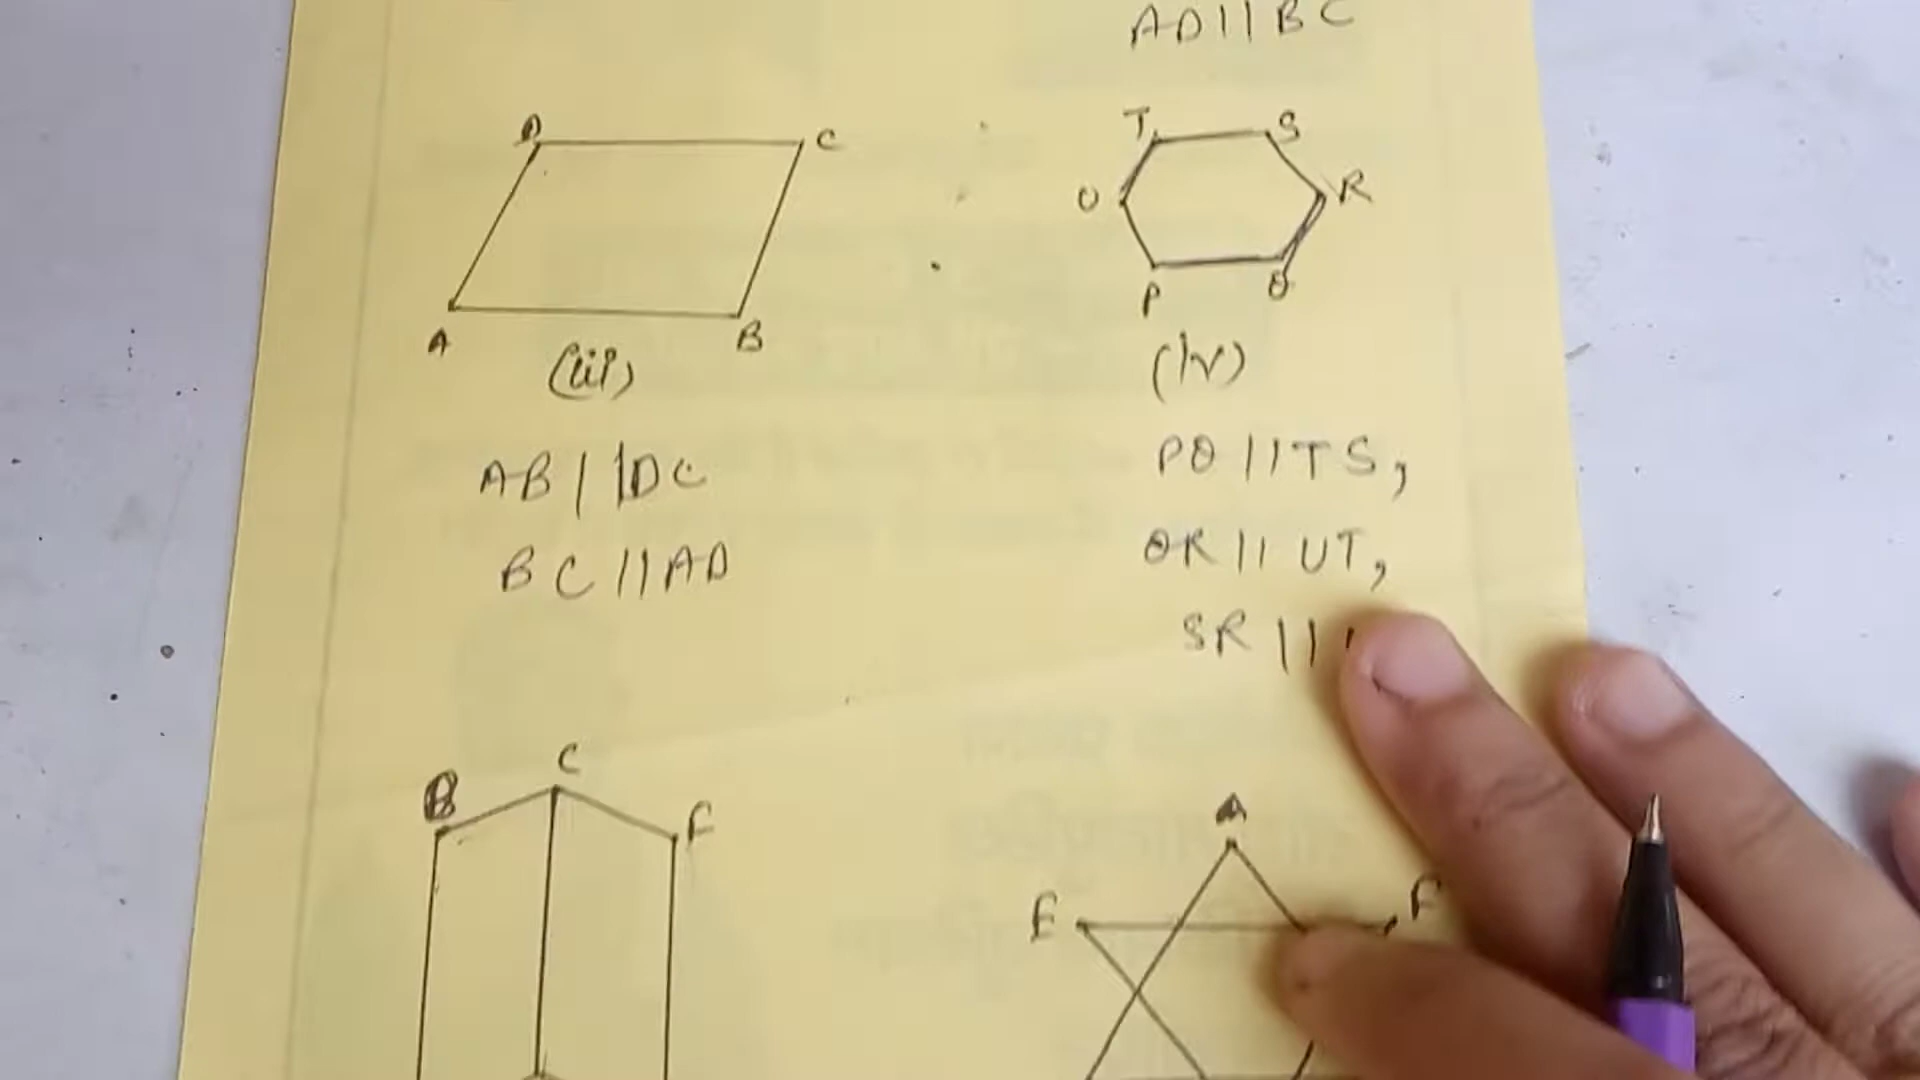 AD || BC
D C
A B
(iii)
T S
U R
P Q
(iv)
AB || DC
BC || AD
PQ || TS,
QR || UT,
SR ||
C
B F
A
E F